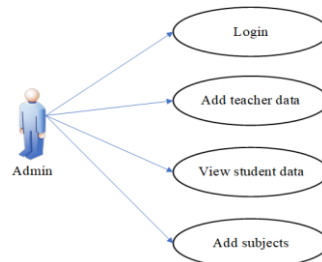 Login
Add teacher data
Admin
View student data
Add subjects